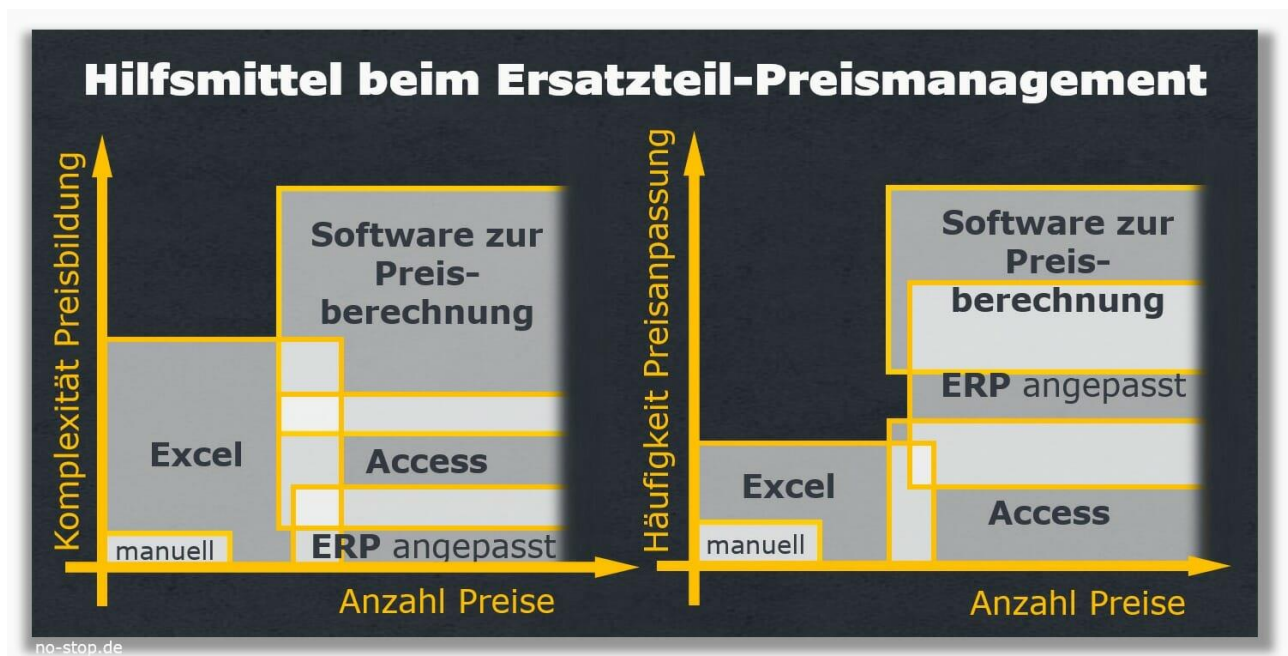 Hilfsmittel beim Ersatzteil-Preismanagement
Komplexität Preisbildung
Software zur
Preis-
berechnung
Excel
Access
manuell
ERP angepasst
Anzahl Preise
Häufigkeit Preisanpassung
Software zur
Preis-
berechnung
ERP angepasst
Excel
Access
manuell
Anzahl Preise
no-stop.de